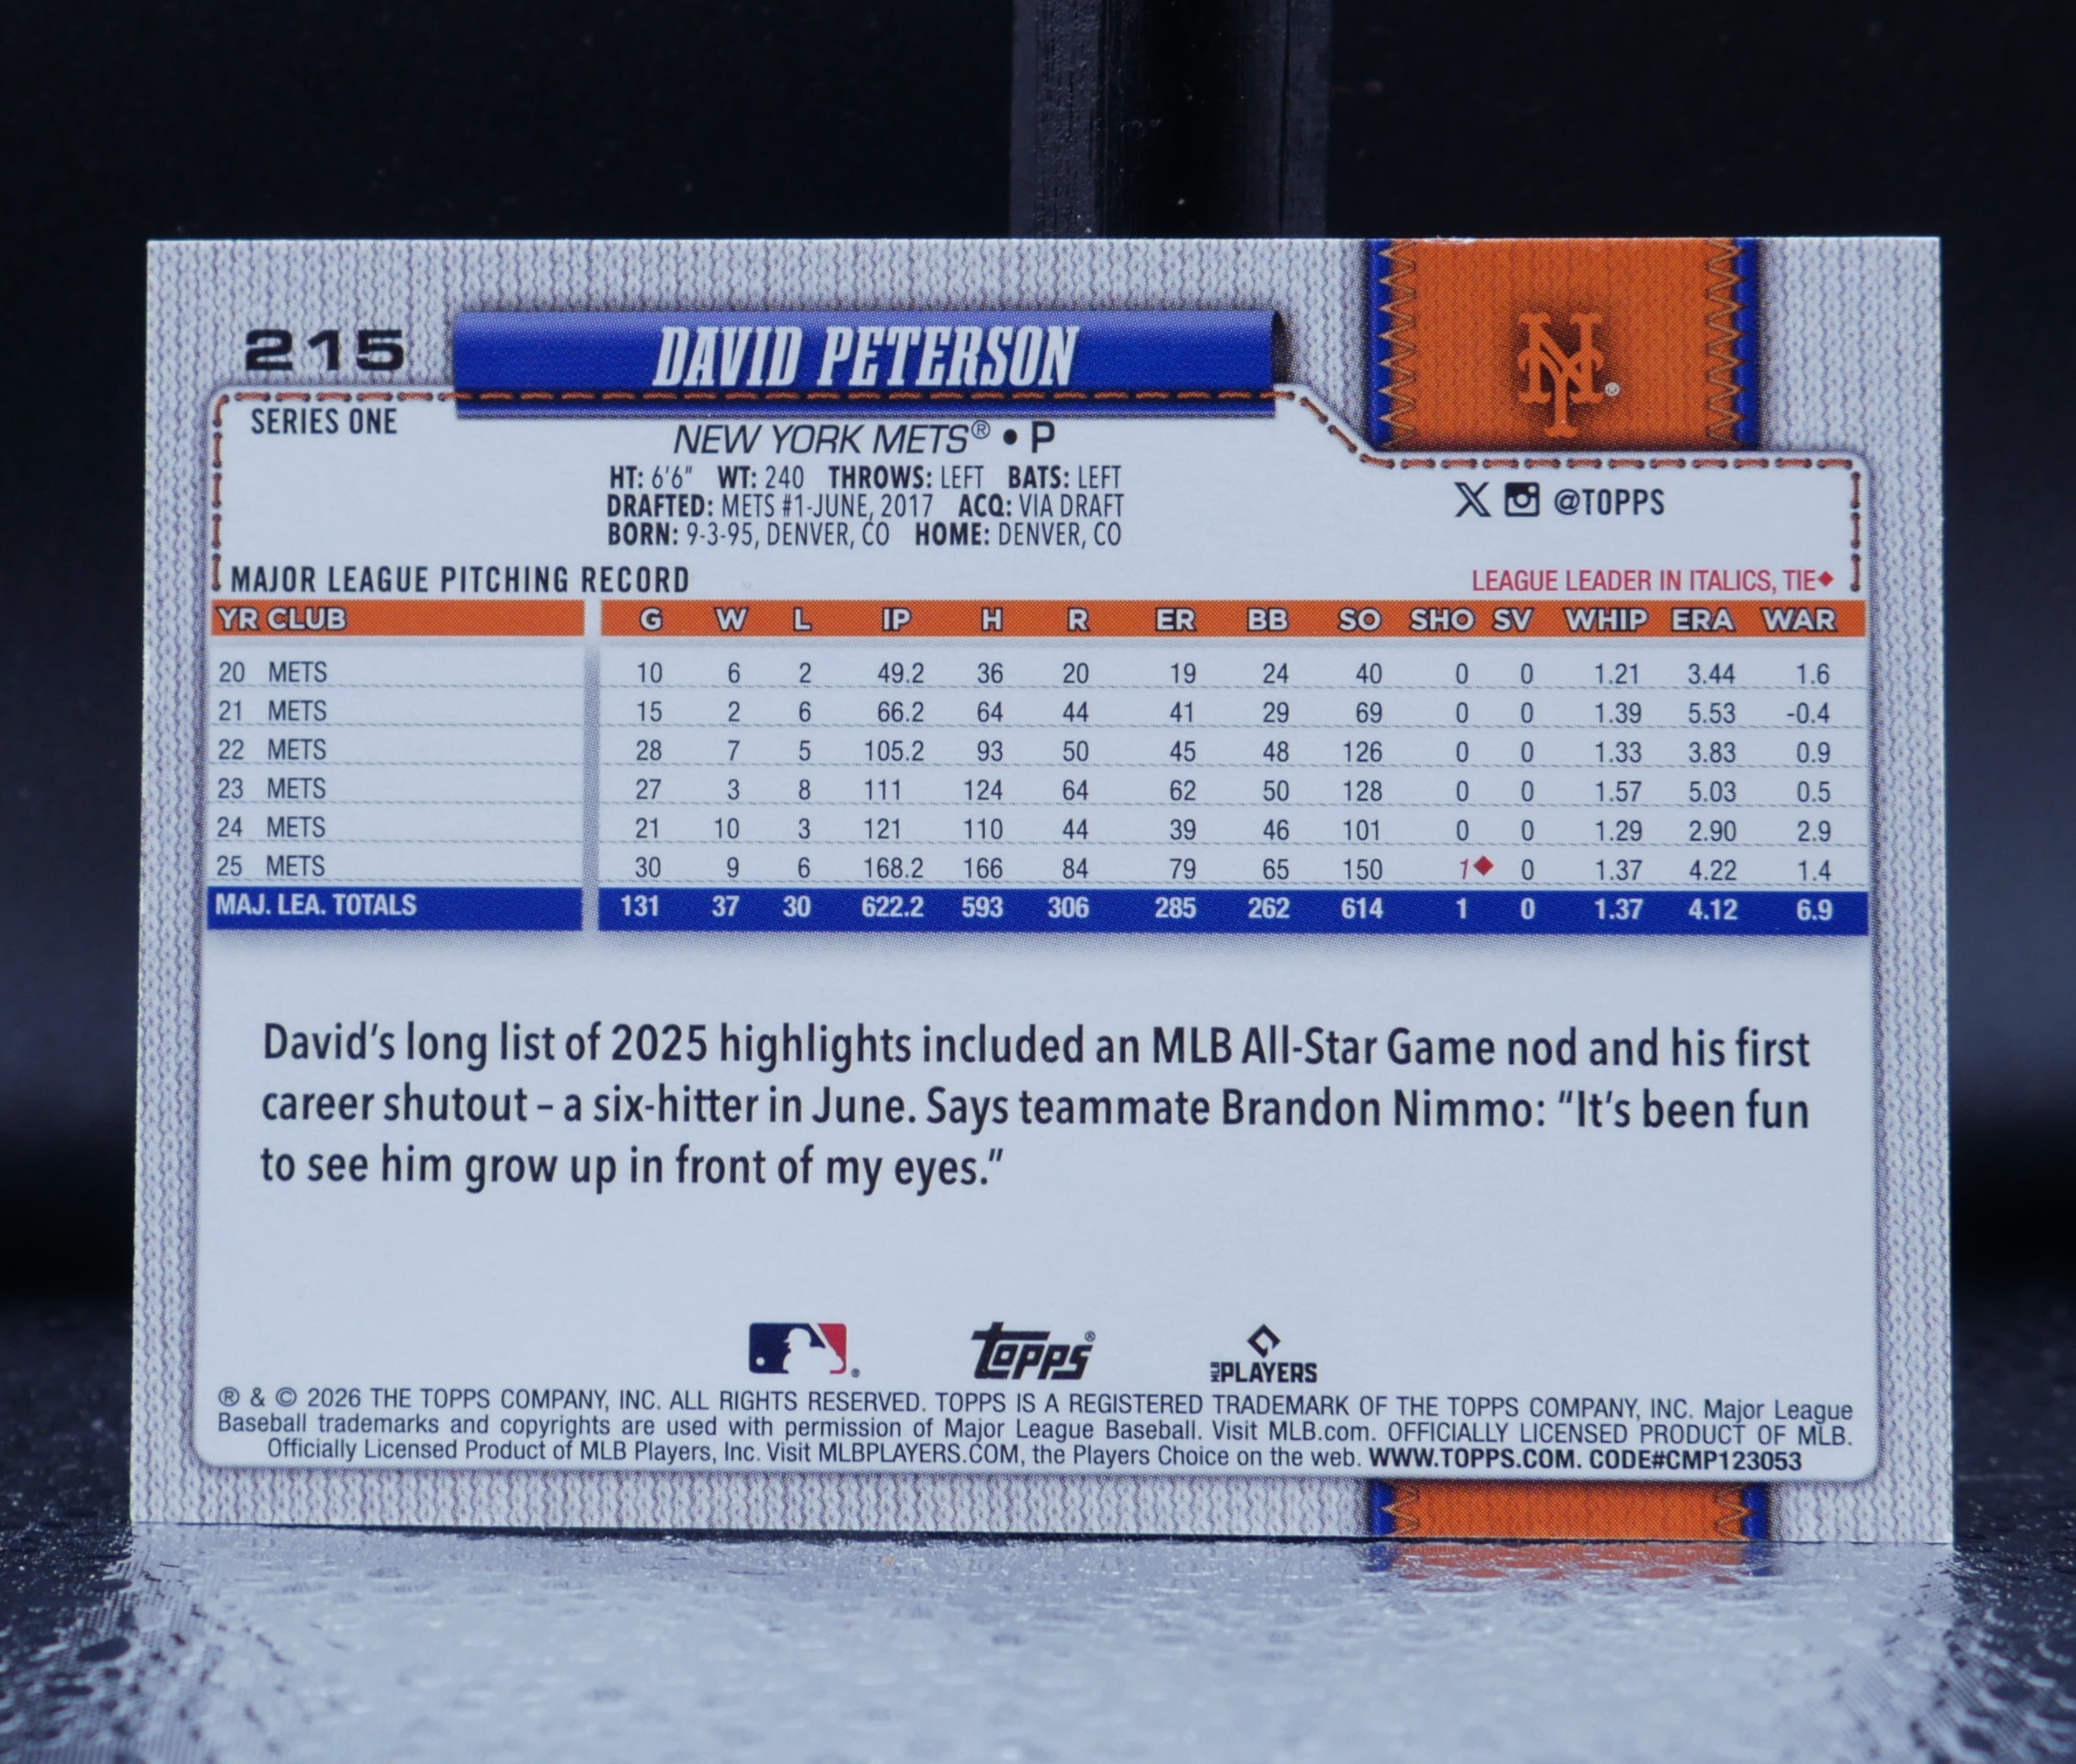 215
DAVID PETERSON
NY®
SERIES ONE
NEW YORK METS® • P
HT: 6'6" WT: 240 THROWS: LEFT BATS: LEFT
DRAFTED: METS #1-JUNE, 2017 ACQ: VIA DRAFT
BORN: 9-3-95, DENVER, CO HOME: DENVER, CO
@TOPPS
MAJOR LEAGUE PITCHING RECORD
LEAGUE LEADER IN ITALICS, TIE♦
YR CLUB G W L IP H R ER BB SO SHO SV WHIP ERA WAR
20 METS 10 6 2 49.2 36 20 19 24 40 0 0 1.21 3.44 1.6
21 METS 15 2 6 66.2 64 44 41 29 69 0 0 1.39 5.53 -0.4
22 METS 28 7 5 105.2 93 50 45 48 126 0 0 1.33 3.83 0.9
23 METS 27 3 8 111 124 64 62 50 128 0 0 1.57 5.03 0.5
24 METS 21 10 3 121 110 44 39 46 101 0 0 1.29 2.90 2.9
25 METS 30 9 6 168.2 166 84 79 65 150 1♦ 0 1.37 4.22 1.4
MAJ. LEA. TOTALS 131 37 30 622.2 593 306 285 262 614 1 0 1.37 4.12 6.9
David's long list of 2025 highlights included an MLB All-Star Game nod and his first
career shutout – a six-hitter in June. Says teammate Brandon Nimmo: "It's been fun
to see him grow up in front of my eyes."
Topps® MLB PLAYERS
® & © 2026 THE TOPPS COMPANY, INC. ALL RIGHTS RESERVED. TOPPS IS A REGISTERED TRADEMARK OF THE TOPPS COMPANY, INC. Major League
Baseball trademarks and copyrights are used with permission of Major League Baseball. Visit MLB.com. OFFICIALLY LICENSED PRODUCT OF MLB.
Officially Licensed Product of MLB Players, Inc. Visit MLBPLAYERS.COM, the Players Choice on the web. WWW.TOPPS.COM. CODE#CMP123053